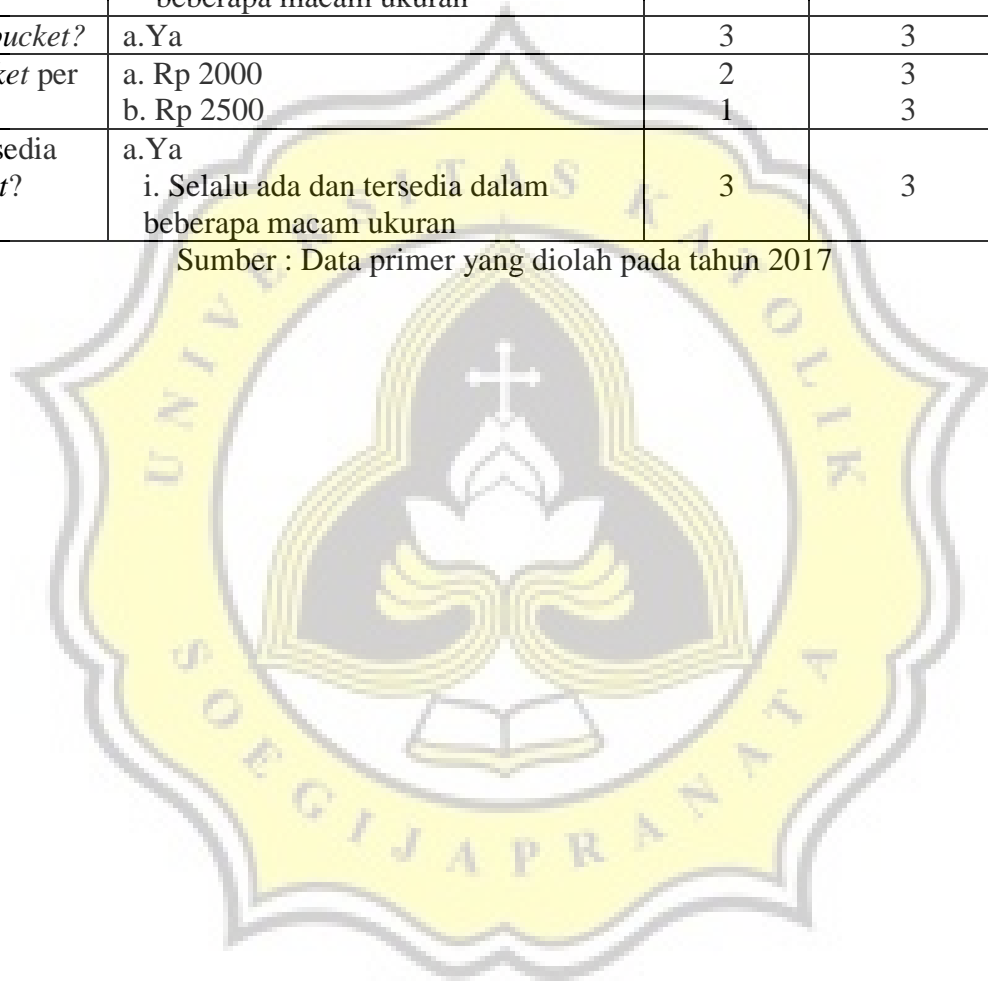 beberapa macam ukuran
bucket? a.Ya 3 3
ket per a. Rp 2000 2 3
b. Rp 2500 1 3
sedia a.Ya
t? i. Selalu ada dan tersedia dalam 3 3
beberapa macam ukuran
Sumber : Data primer yang diolah pada tahun 2017
UNIVERSITAS KATOLIK
SOEGIJAPRANATA